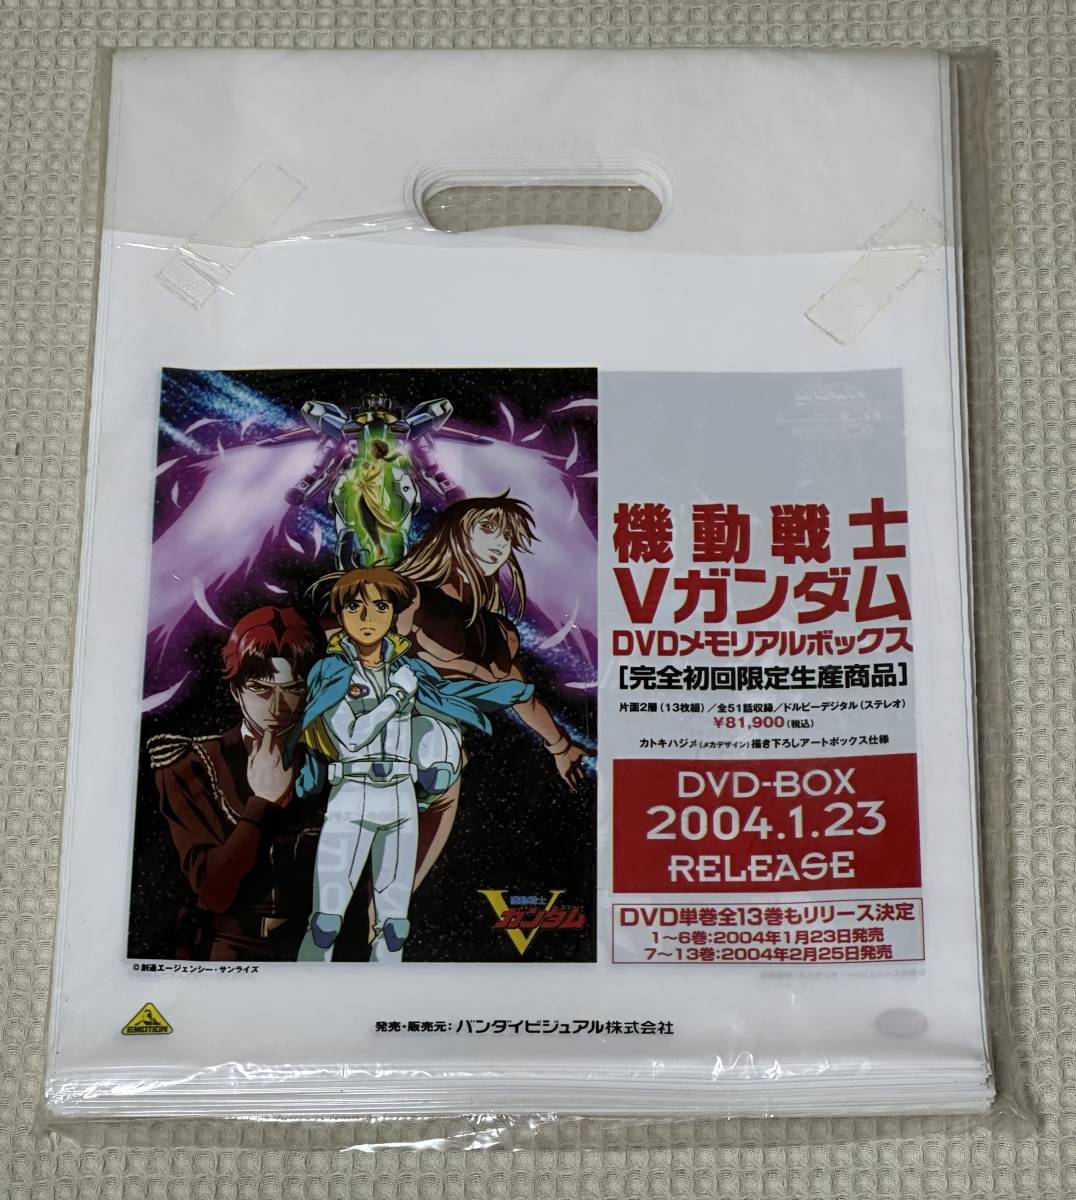 機動戦士
Vガンダム
DVDメモリアルボックス
[完全初回限定生産商品]
片面2層(13枚組)/全51話収録/ドルビーデジタル(ステレオ)
¥81,900(税込)
カトキハジメ(メカデザイン)描き下ろしアートボックス仕様
DVD-BOX
2004.1.23
RELEASE
DVD単巻全13巻もリリース決定
1~6巻:2004年1月23日発売
7~13巻:2004年2月25日発売
機動戦士
Vガンダム
©創通エージェンシー・サンライズ
EMOTION
発売・販売元:バンダイビジュアル株式会社